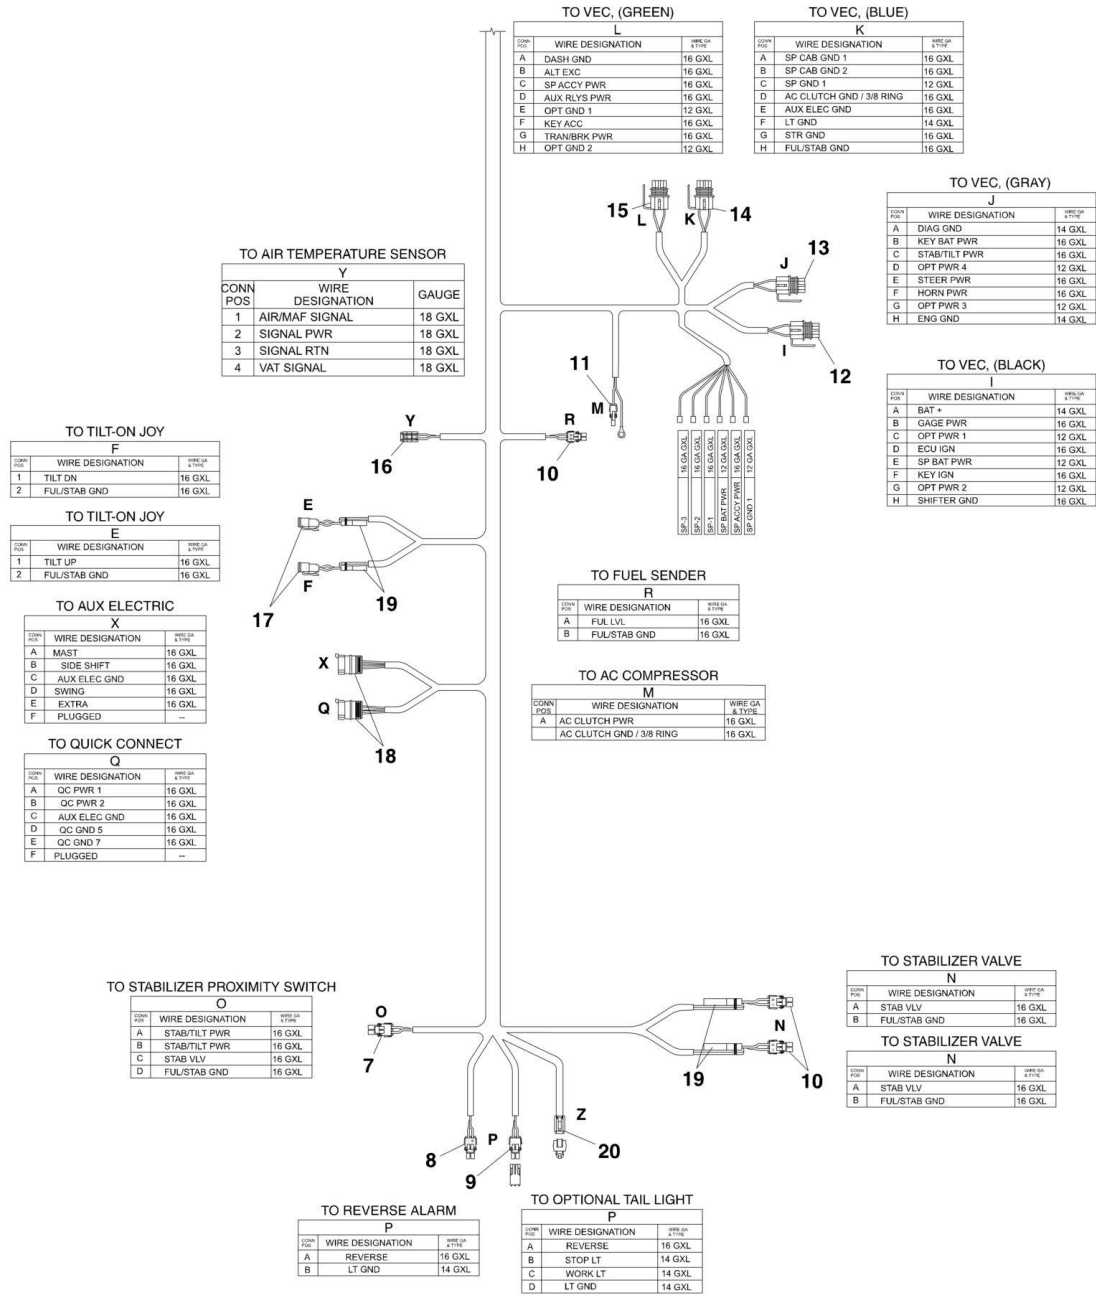 TO VEC, (GREEN)
L
CONN POS WIRE DESIGNATION WIRE GA & TYPE
A DASH GND 16 GXL
B ALT EXC 16 GXL
C SP ACCY PWR 16 GXL
D AUX RLYS PWR 16 GXL
E OPT GND 1 12 GXL
F KEY ACC 16 GXL
G TRAN/BRK PWR 16 GXL
H OPT GND 2 12 GXL
TO VEC, (BLUE)
K
CONN POS WIRE DESIGNATION WIRE GA & TYPE
A SP CAB GND 1 16 GXL
B SP CAB GND 2 16 GXL
C SP GND 1 12 GXL
D AC CLUTCH GND / 3/8 RING 16 GXL
E AUX ELEC GND 16 GXL
F LT GND 14 GXL
G STR GND 16 GXL
H FUL/STAB GND 16 GXL
TO VEC, (GRAY)
J
CONN POS WIRE DESIGNATION WIRE GA & TYPE
A DIAG GND 14 GXL
B KEY BAT PWR 16 GXL
C STAB/TILT PWR 16 GXL
D OPT PWR 4 12 GXL
E STEER PWR 16 GXL
F HORN PWR 16 GXL
G OPT PWR 3 12 GXL
H ENG GND 14 GXL
15 L K 14
J 13
I 12
TO AIR TEMPERATURE SENSOR
Y
CONN POS WIRE DESIGNATION GAUGE
1 AIR/MAF SIGNAL 18 GXL
2 SIGNAL PWR 18 GXL
3 SIGNAL RTN 18 GXL
4 VAT SIGNAL 18 GXL
TO VEC, (BLACK)
I
CONN POS WIRE DESIGNATION WIRE GA & TYPE
A BAT + 14 GXL
B GAGE PWR 16 GXL
C OPT PWR 1 12 GXL
D ECU IGN 16 GXL
E SP BAT PWR 12 GXL
F KEY IGN 16 GXL
G OPT PWR 2 12 GXL
H SHIFTER GND 16 GXL
11
M
Y
16
R
10
SP-3 16 GA GXL
SP-2 16 GA GXL
SP-1 16 GA GXL
SP BAT PWR 12 GA GXL
SP ACCY PWR 16 GA GXL
SP GND 1 12 GA GXL
TO TILT-ON JOY
F
CONN POS WIRE DESIGNATION WIRE GA & TYPE
1 TILT DN 16 GXL
2 FUL/STAB GND 16 GXL
TO TILT-ON JOY
E
CONN POS WIRE DESIGNATION WIRE GA & TYPE
1 TILT UP 16 GXL
2 FUL/STAB GND 16 GXL
E
F
17
19
TO FUEL SENDER
R
CONN POS WIRE DESIGNATION WIRE GA & TYPE
A FUL LVL 16 GXL
B FUL/STAB GND 16 GXL
TO AUX ELECTRIC
X
CONN POS WIRE DESIGNATION WIRE GA & TYPE
A MAST 16 GXL
B SIDE SHIFT 16 GXL
C AUX ELEC GND 16 GXL
D SWING 16 GXL
E EXTRA 16 GXL
F PLUGGED --
X
Q
18
TO AC COMPRESSOR
M
CONN POS WIRE DESIGNATION WIRE GA & TYPE
A AC CLUTCH PWR 16 GXL
AC CLUTCH GND / 3/8 RING 16 GXL
TO QUICK CONNECT
Q
CONN POS WIRE DESIGNATION WIRE GA & TYPE
A QC PWR 1 16 GXL
B QC PWR 2 16 GXL
C AUX ELEC GND 16 GXL
D QC GND 5 16 GXL
E QC GND 7 16 GXL
F PLUGGED --
TO STABILIZER PROXIMITY SWITCH
O
CONN POS WIRE DESIGNATION WIRE GA & TYPE
A STAB/TILT PWR 16 GXL
B STAB/TILT PWR 16 GXL
C STAB VLV 16 GXL
D FUL/STAB GND 16 GXL
O
7
TO STABILIZER VALVE
N
CONN POS WIRE DESIGNATION WIRE GA & TYPE
A STAB VLV 16 GXL
B FUL/STAB GND 16 GXL
TO STABILIZER VALVE
N
CONN POS WIRE DESIGNATION WIRE GA & TYPE
A STAB VLV 16 GXL
B FUL/STAB GND 16 GXL
N
19
10
Z
8 P 20
9
TO REVERSE ALARM
P
CONN POS WIRE DESIGNATION WIRE GA & TYPE
A REVERSE 16 GXL
B LT GND 14 GXL
TO OPTIONAL TAIL LIGHT
P
CONN POS WIRE DESIGNATION WIRE GA & TYPE
A REVERSE 16 GXL
B STOP LT 14 GXL
C WORK LT 14 GXL
D LT GND 14 GXL